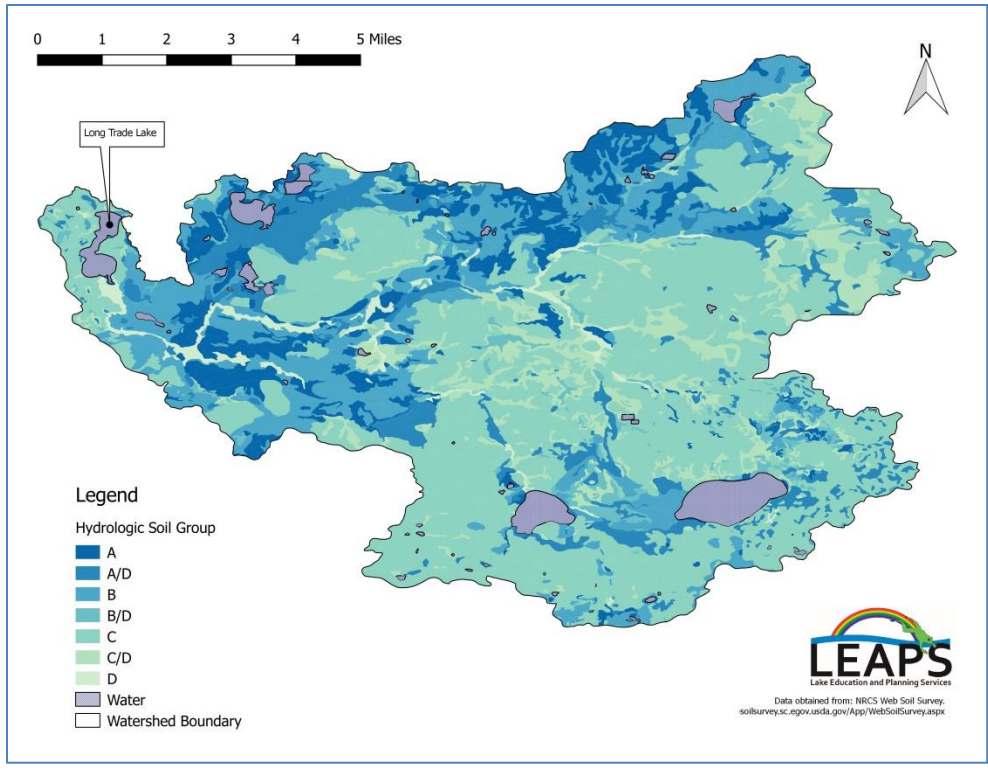 0 1 2 3 4 5 Miles
N
Long Trade Lake
Legend
Hydrologic Soil Group
A
A/D
B
B/D
C
C/D
D
Water
Watershed Boundary
LEAPS
Lake Education and Planning Services
Data obtained from: NRCS Web Soil Survey.
soilsurvey.sc.egov.usda.gov/App/WebSoilSurvey.aspx